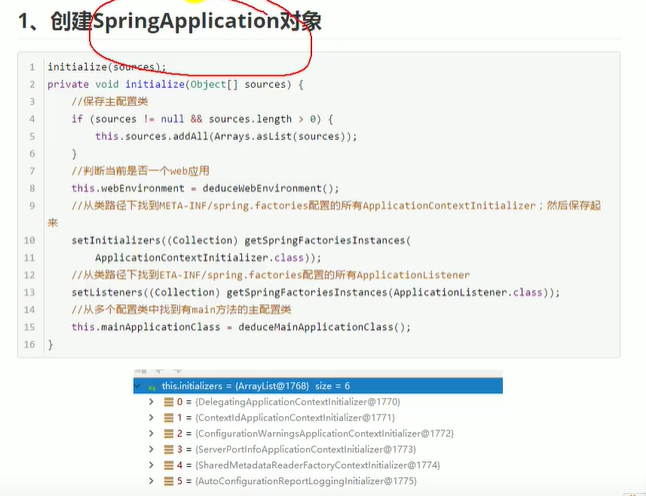 1、创建SpringApplication对象
1 initialize(sources);
2 private void initialize(Object[] sources) {
3 //保存主配置类
4 if (sources != null && sources.length > 0) {
5 this.sources.addAll(Arrays.asList(sources));
6 }
7 //判断当前是否一个web应用
8 this.webEnvironment = deduceWebEnvironment();
9 //从类路径下找到META-INF/spring.factories配置的所有ApplicationContextInitializer；然后保存起
来
10 setInitializers((Collection) getSpringFactoriesInstances(
11 ApplicationContextInitializer.class));
12 //从类路径下找到ETA-INF/spring.factories配置的所有ApplicationListener
13 setListeners((Collection) getSpringFactoriesInstances(ApplicationListener.class));
14 //从多个配置类中找到有main方法的主配置类
15 this.mainApplicationClass = deduceMainApplicationClass();
16 }
this.initializers = {ArrayList@1768} size = 6
0 = {DelegatingApplicationContextInitializer@1770}
1 = {ContextIdApplicationContextInitializer@1771}
2 = {ConfigurationWarningsApplicationContextInitializer@1772}
3 = {ServerPortInfoApplicationContextInitializer@1773}
4 = {SharedMetadataReaderFactoryContextInitializer@1774}
5 = {AutoConfigurationReportLoggingInitializer@1775}